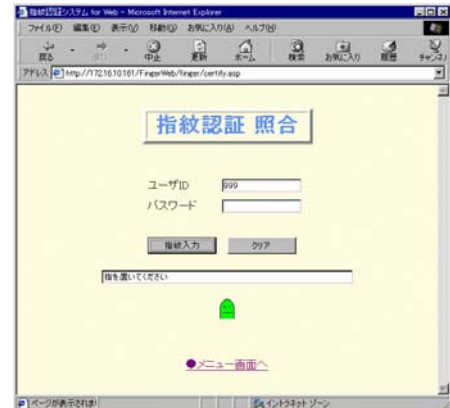 指紋認証システム for Web - Microsoft Internet Explorer
ファイル(F) 編集(E) 表示(V) 移動(G) お気に入り(A) ヘルプ(H)
戻る 中止 更新 ホーム 検索 お気に入り 履歴 チャンネル
アドレス http://172.16.10.161/FingerWeb/finger/certify.asp
指紋認証 照合
ユーザID 999
パスワード
指紋入力 クリア
指を置いてください
●メニュー画面へ
ページが表示されま
イントラネット ゾーン